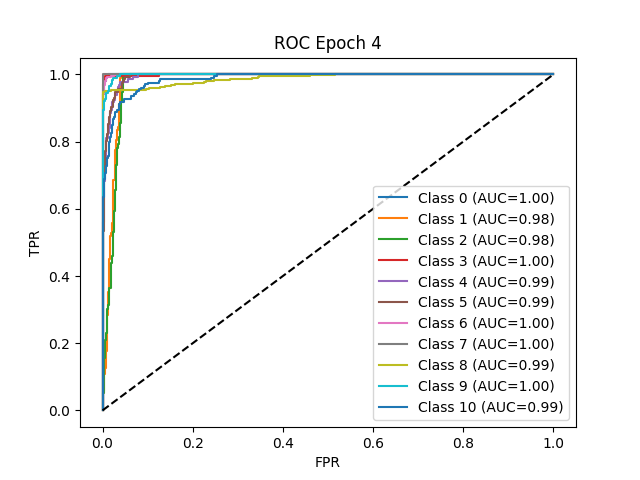 ROC Epoch 4
TPR
1.0
0.8
0.6
0.4
0.2
0.0
Class 0 (AUC=1.00)
Class 1 (AUC=0.98)
Class 2 (AUC=0.98)
Class 3 (AUC=1.00)
Class 4 (AUC=0.99)
Class 5 (AUC=0.99)
Class 6 (AUC=1.00)
Class 7 (AUC=1.00)
Class 8 (AUC=0.99)
Class 9 (AUC=1.00)
Class 10 (AUC=0.99)
0.0 0.2 0.4 0.6 0.8 1.0
FPR